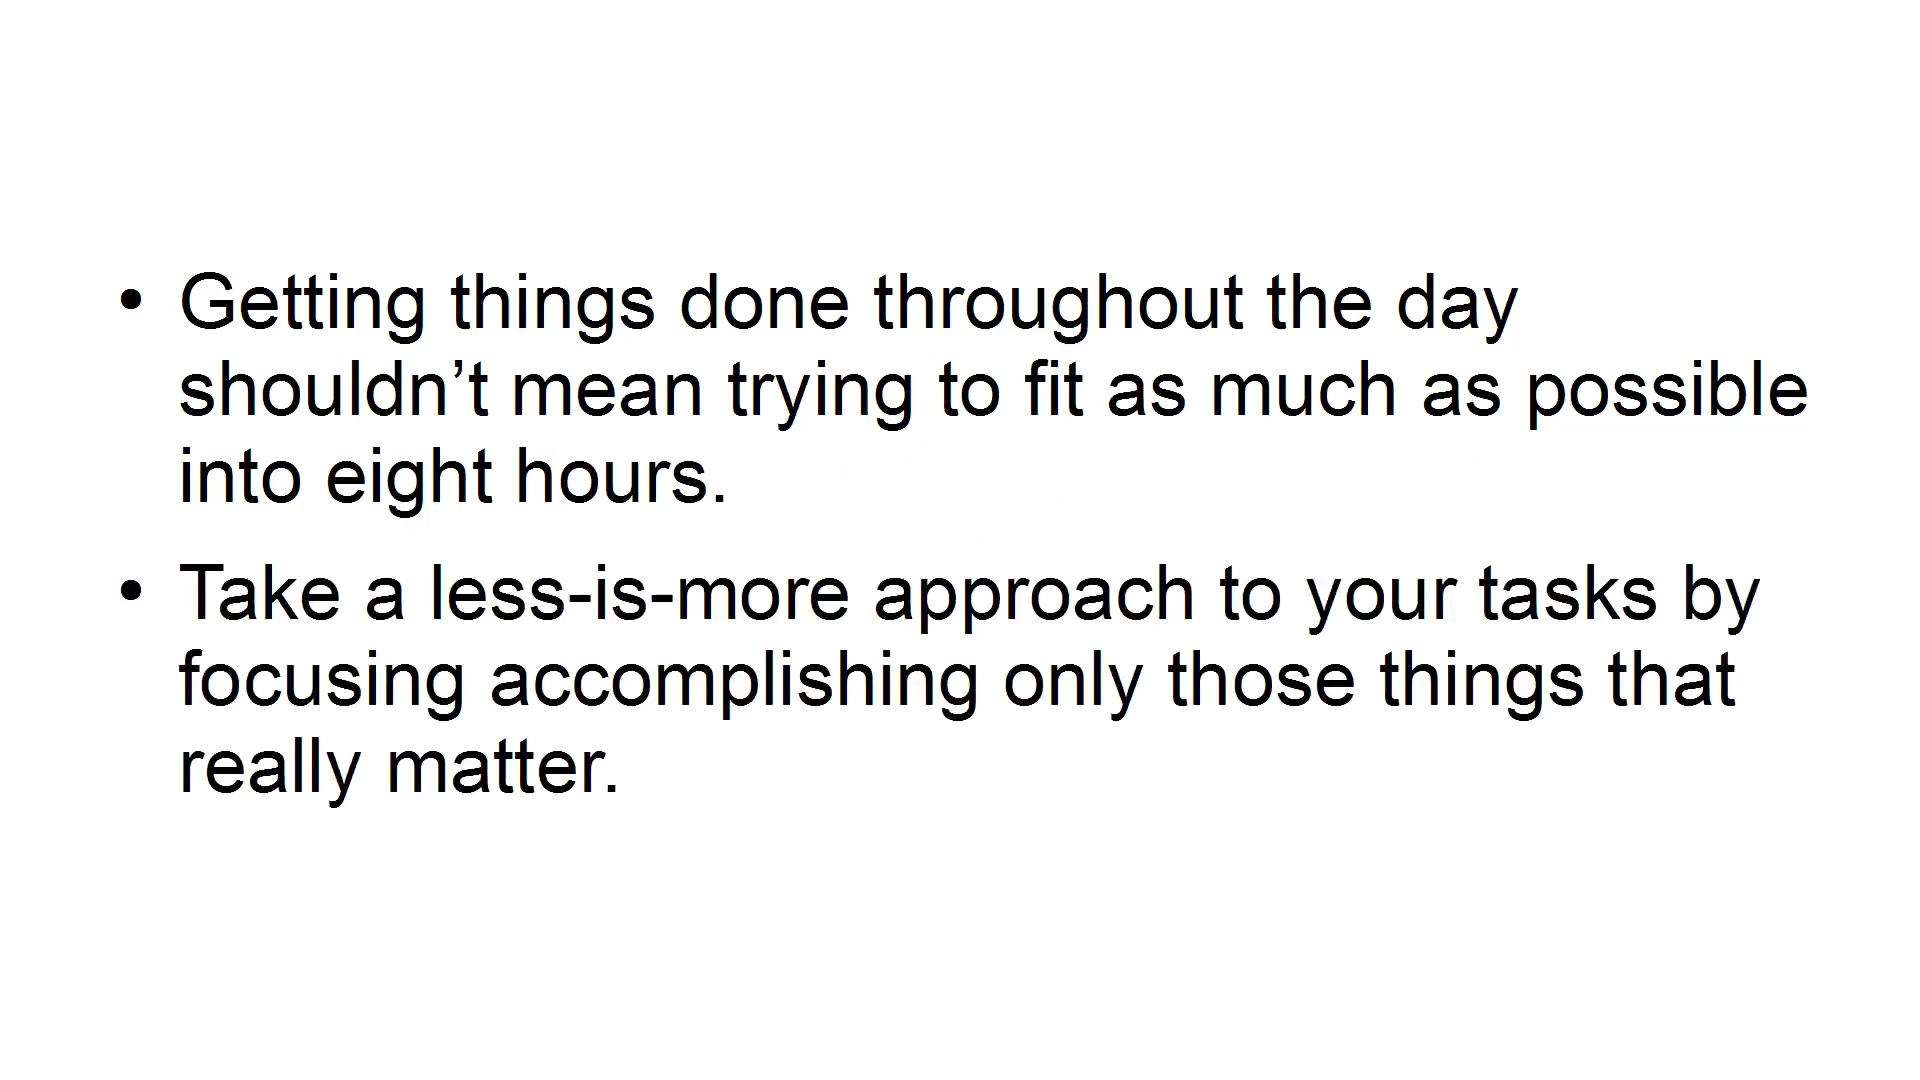 • Getting things done throughout the day
shouldn’t mean trying to fit as much as possible
into eight hours.
• Take a less-is-more approach to your tasks by
focusing accomplishing only those things that
really matter.